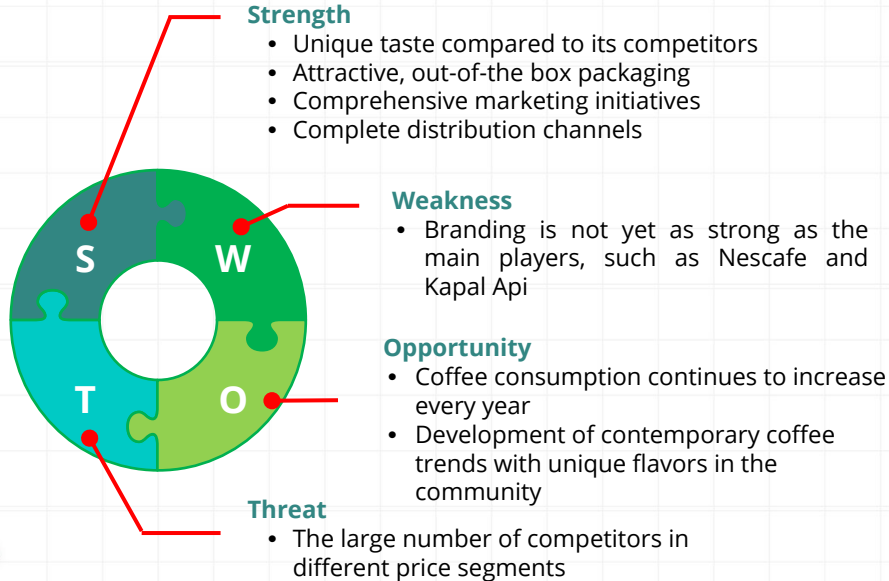 Strength
• Unique taste compared to its competitors
• Attractive, out-of-the box packaging
• Comprehensive marketing initiatives
• Complete distribution channels
S
W
T
O
Weakness
• Branding is not yet as strong as the
main players, such as Nescafe and
Kapal Api
Opportunity
• Coffee consumption continues to increase
every year
• Development of contemporary coffee
trends with unique flavors in the
community
Threat
• The large number of competitors in
different price segments